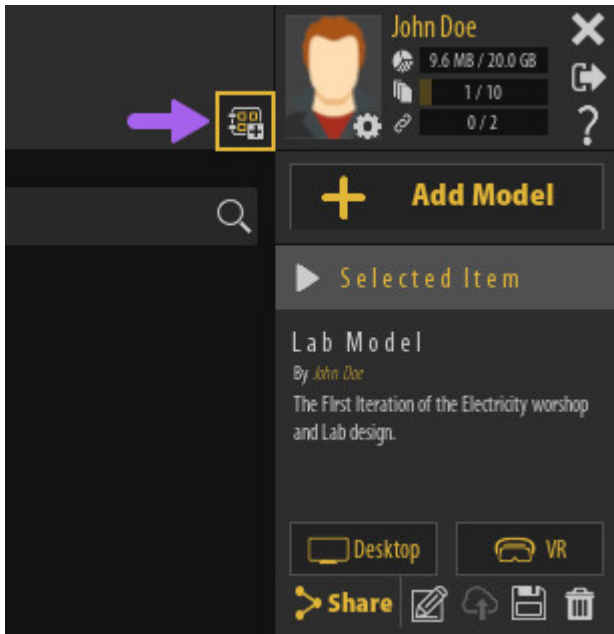 John Doe
9.6 MB / 20.0 GB
1 / 10
0 / 2
?
Add Model
Selected Item
Lab Model
By John Doe
The FIrst Iteration of the Electricity worshop
and Lab design.
Desktop
VR
Share